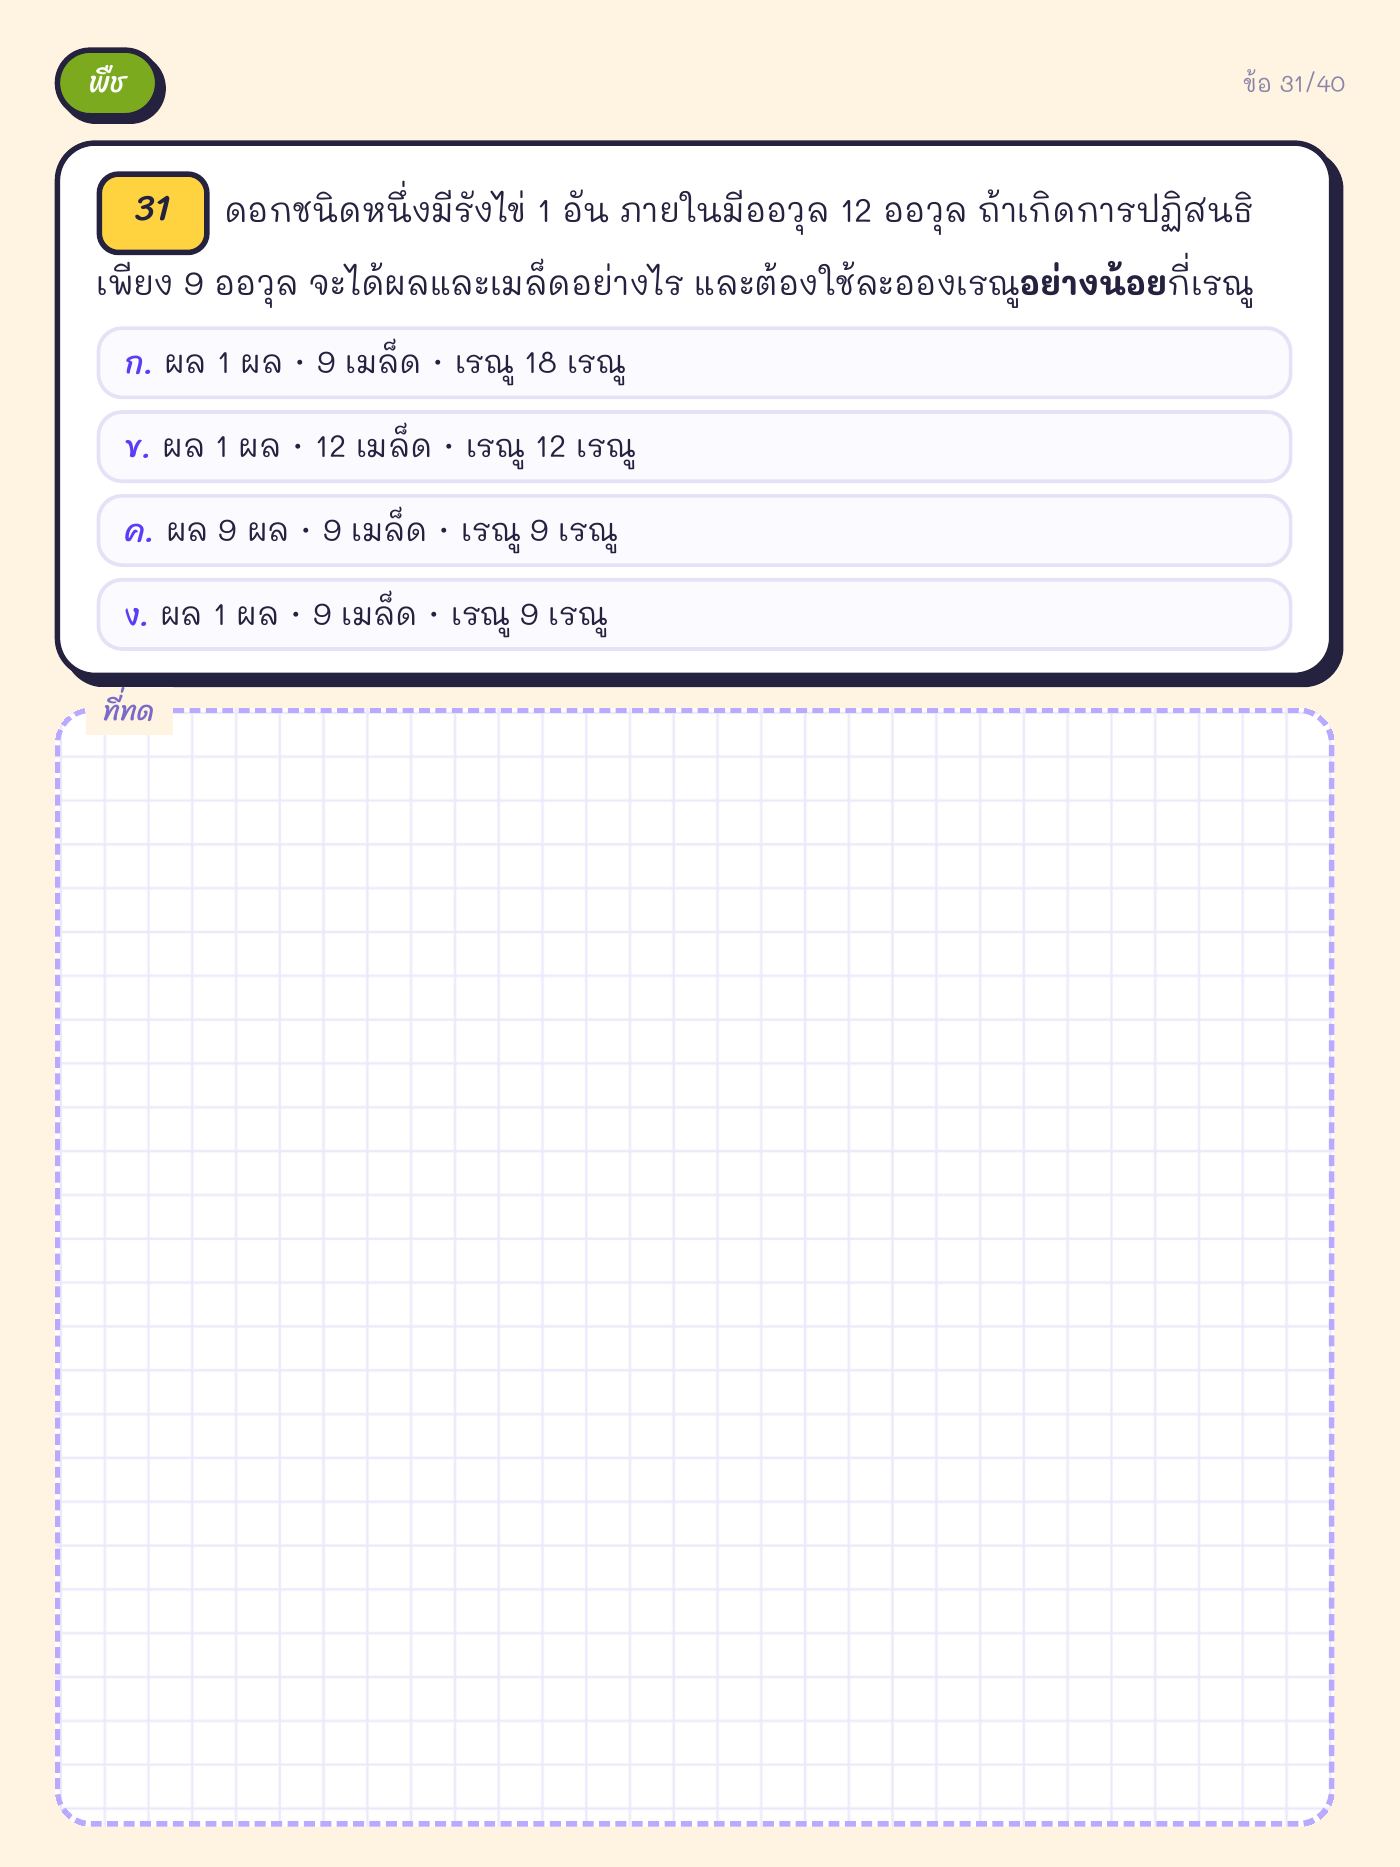 พืช
ข้อ 31/40
31 ดอกชนิดหนึ่งมีรังไข่ 1 อัน ภายในมีออวุล 12 ออวุล ถ้าเกิดการปฏิสนธิ
เพียง 9 ออวุล จะได้ผลและเมล็ดอย่างไร และต้องใช้ละอองเรณูอย่างน้อยกี่เรณู
ก. ผล 1 ผล · 9 เมล็ด · เรณู 18 เรณู
ข. ผล 1 ผล · 12 เมล็ด · เรณู 12 เรณู
ค. ผล 9 ผล · 9 เมล็ด · เรณู 9 เรณู
ง. ผล 1 ผล · 9 เมล็ด · เรณู 9 เรณู
ที่ทด